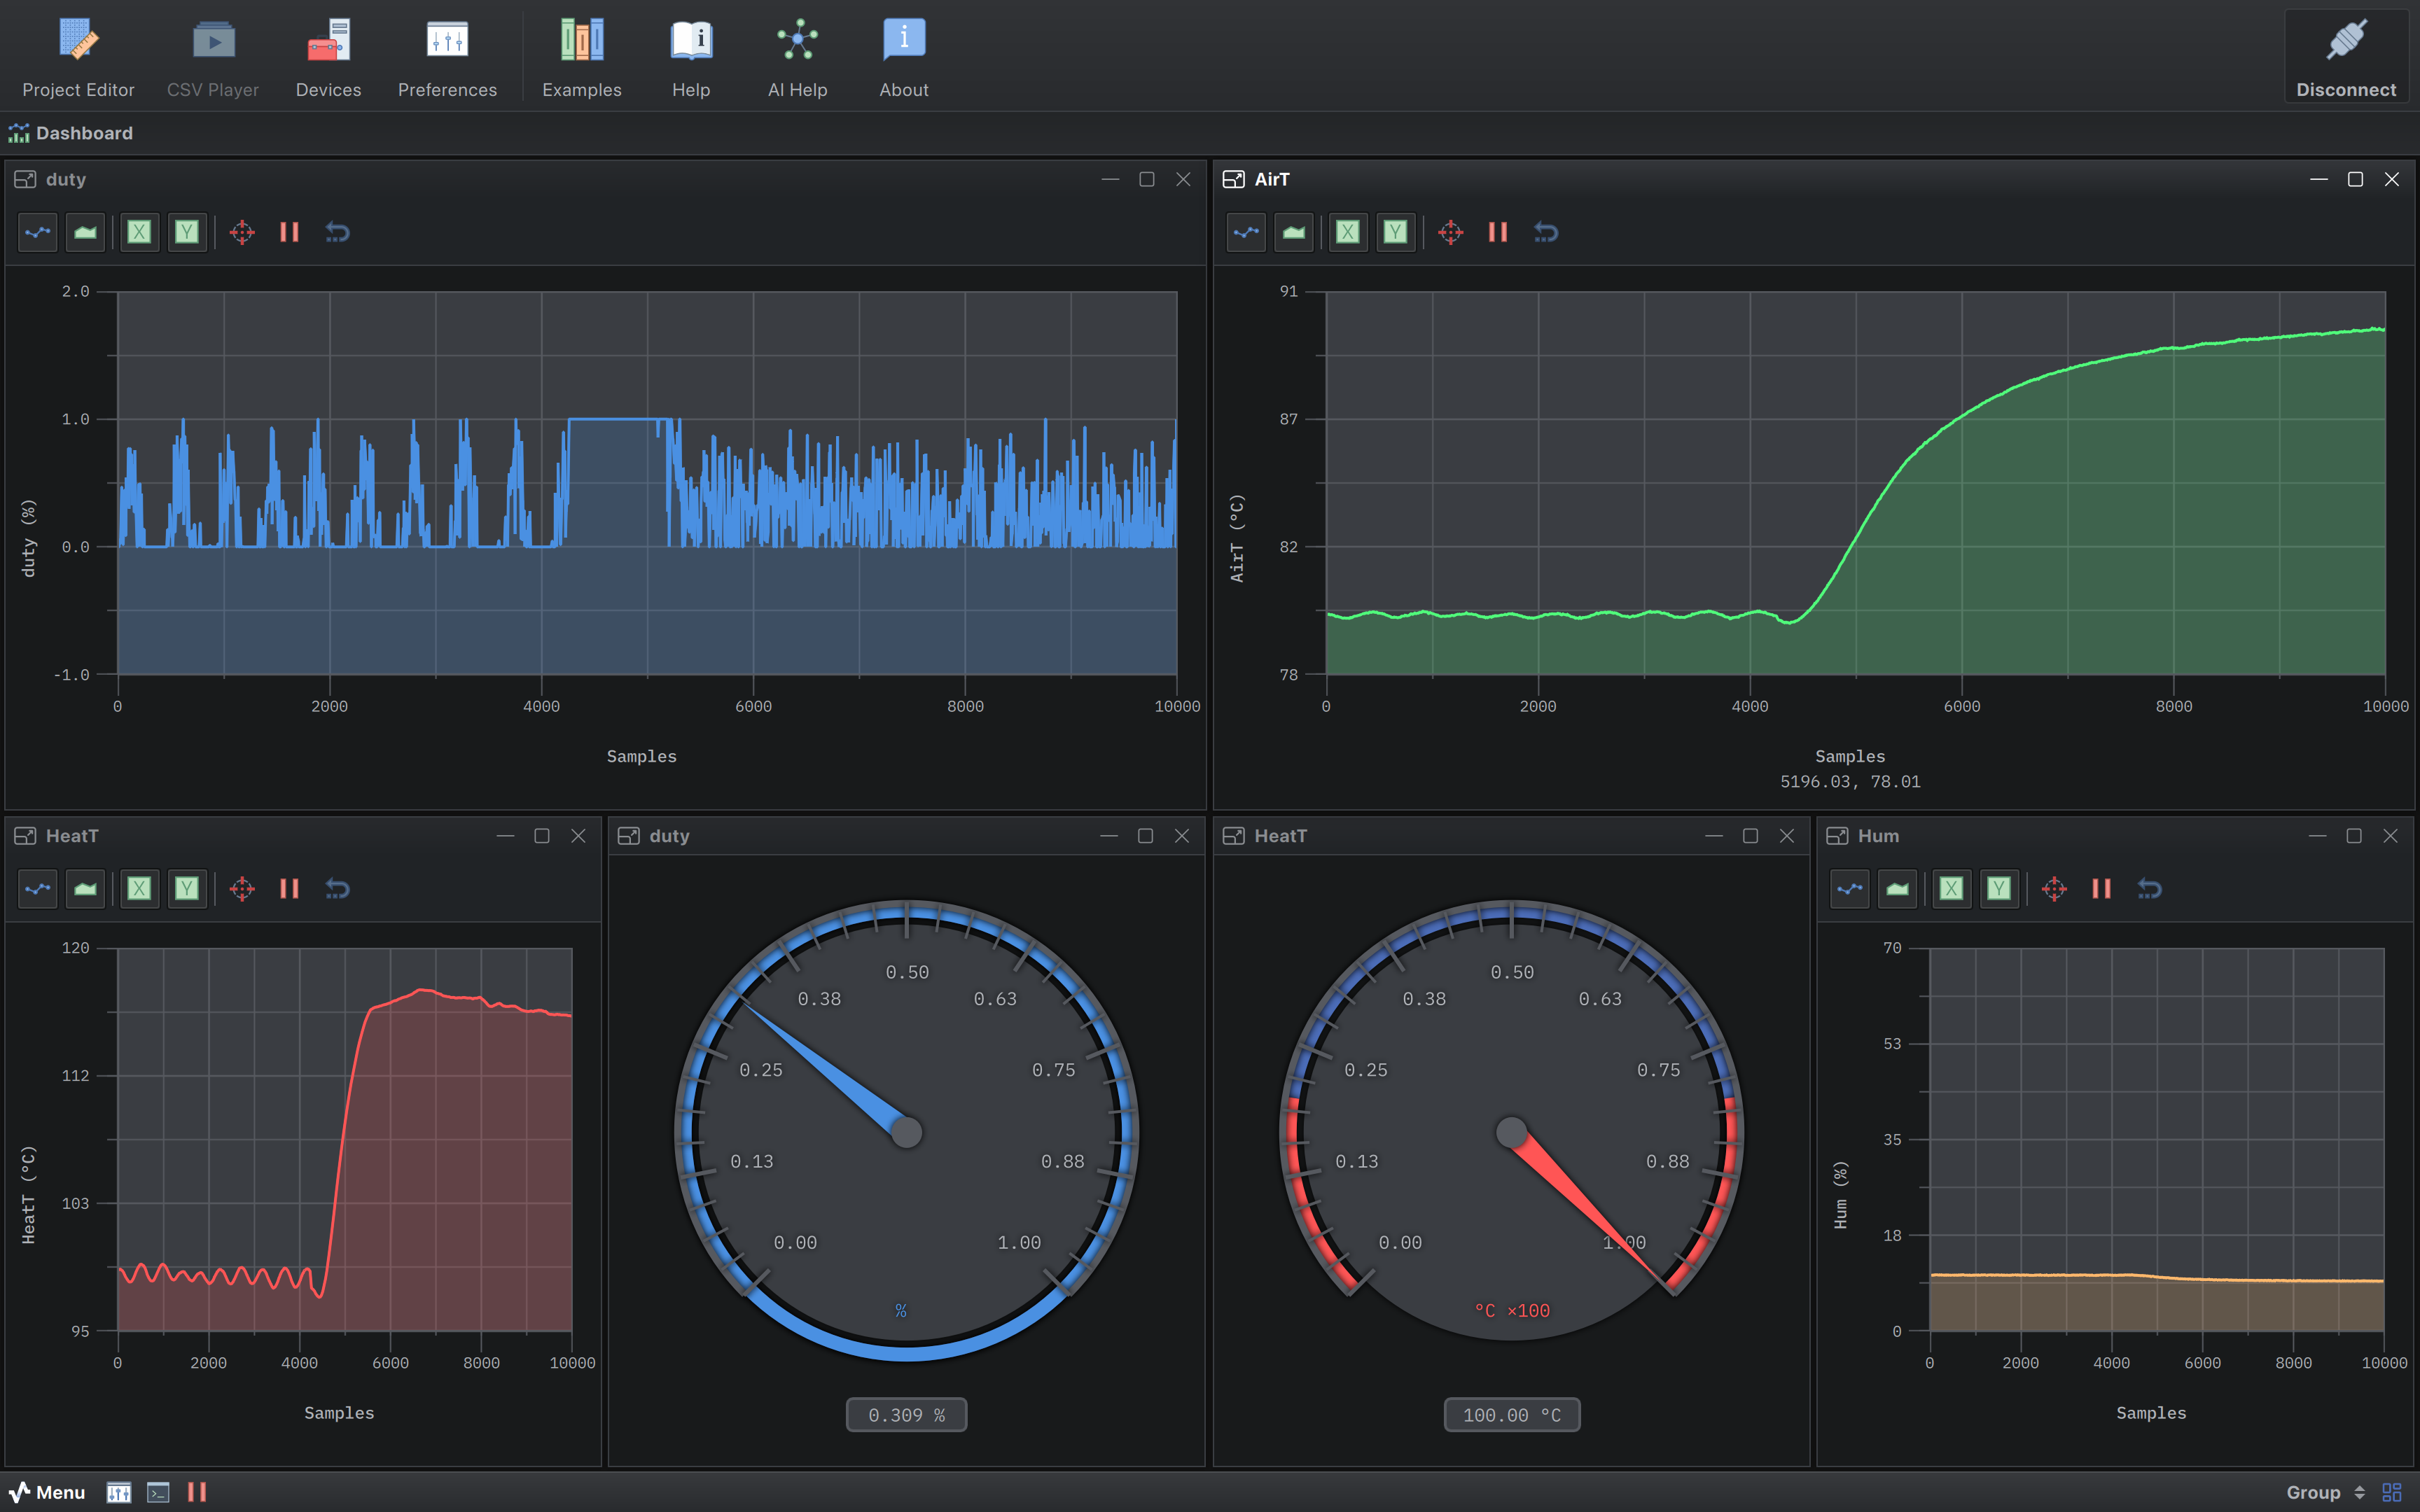 Project Editor
CSV Player
Devices
Preferences
Examples
Help
AI Help
About
Disconnect
Dashboard
duty
X Y
2.0
1.0
0.0
-1.0
duty (%)
0 2000 4000 6000 8000 10000
Samples
AirT
X Y
91
87
82
78
AirT (°C)
0 2000 4000 6000 8000 10000
Samples
5196.03, 78.01
HeatT
X Y
120
112
103
95
HeatT (°C)
0 2000 4000 6000 8000 10000
Samples
duty
0.50
0.38 0.63
0.25 0.75
0.13 0.88
0.00 1.00
%
0.309 %
HeatT
0.50
0.38 0.63
0.25 0.75
0.13 0.88
0.00 1.00
°C ×100
100.00 °C
Hum
X Y
70
53
35
18
0
Hum (%)
0 2000 4000 6000 8000 10000
Samples
Menu
Group